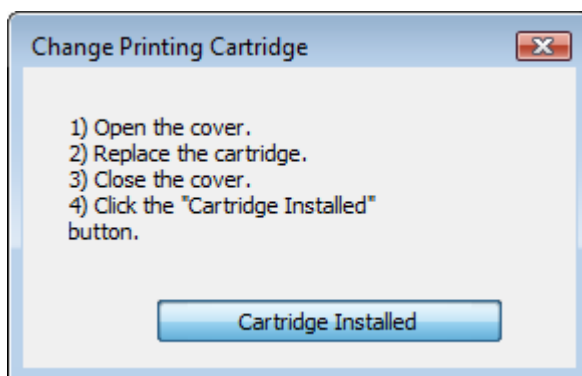 Change Printing Cartridge
1) Open the cover.
2) Replace the cartridge.
3) Close the cover.
4) Click the "Cartridge Installed"
button.
Cartridge Installed